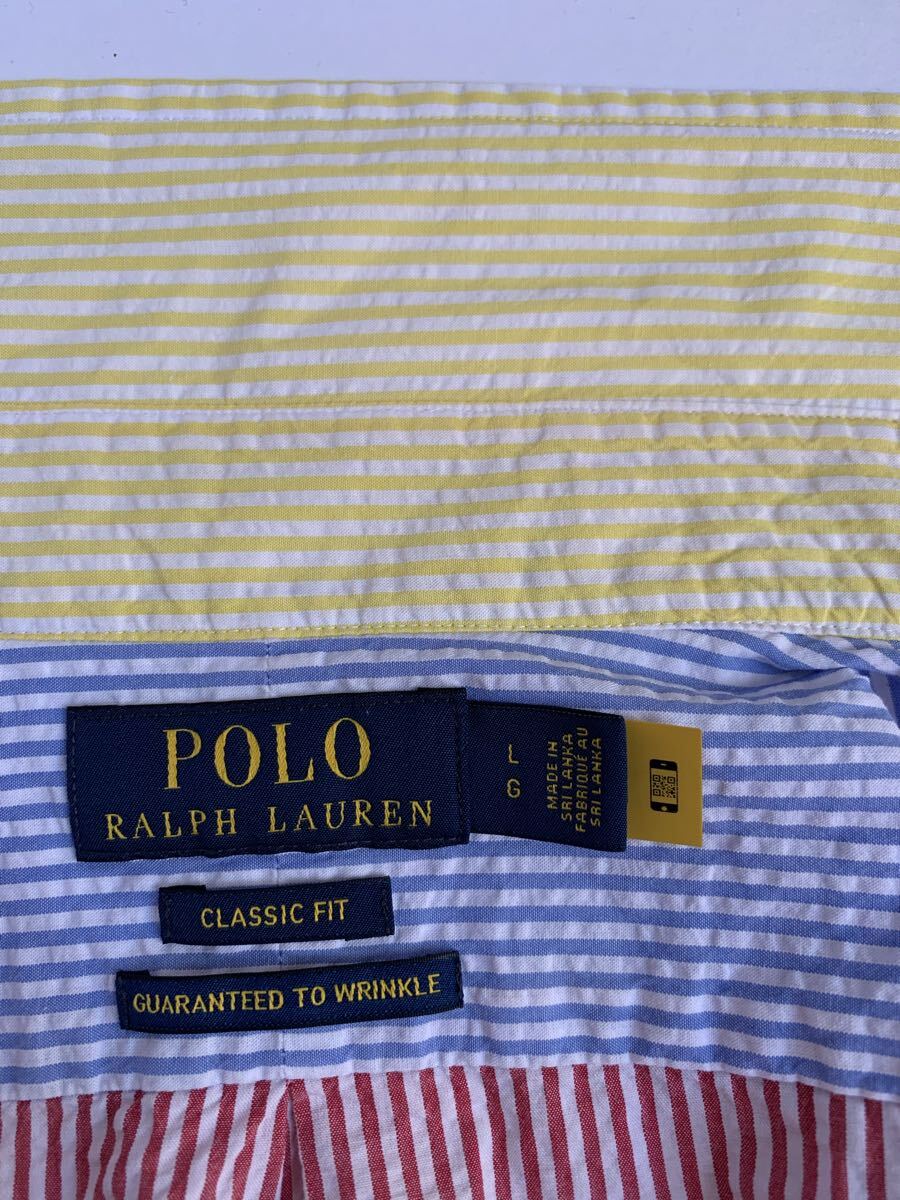 POLO
RALPH LAUREN
L
G
MADE IN
SRI LANKA
FABRIQUÉ AU
SRI LANKA
CLASSIC FIT
GUARANTEED TO WRINKLE